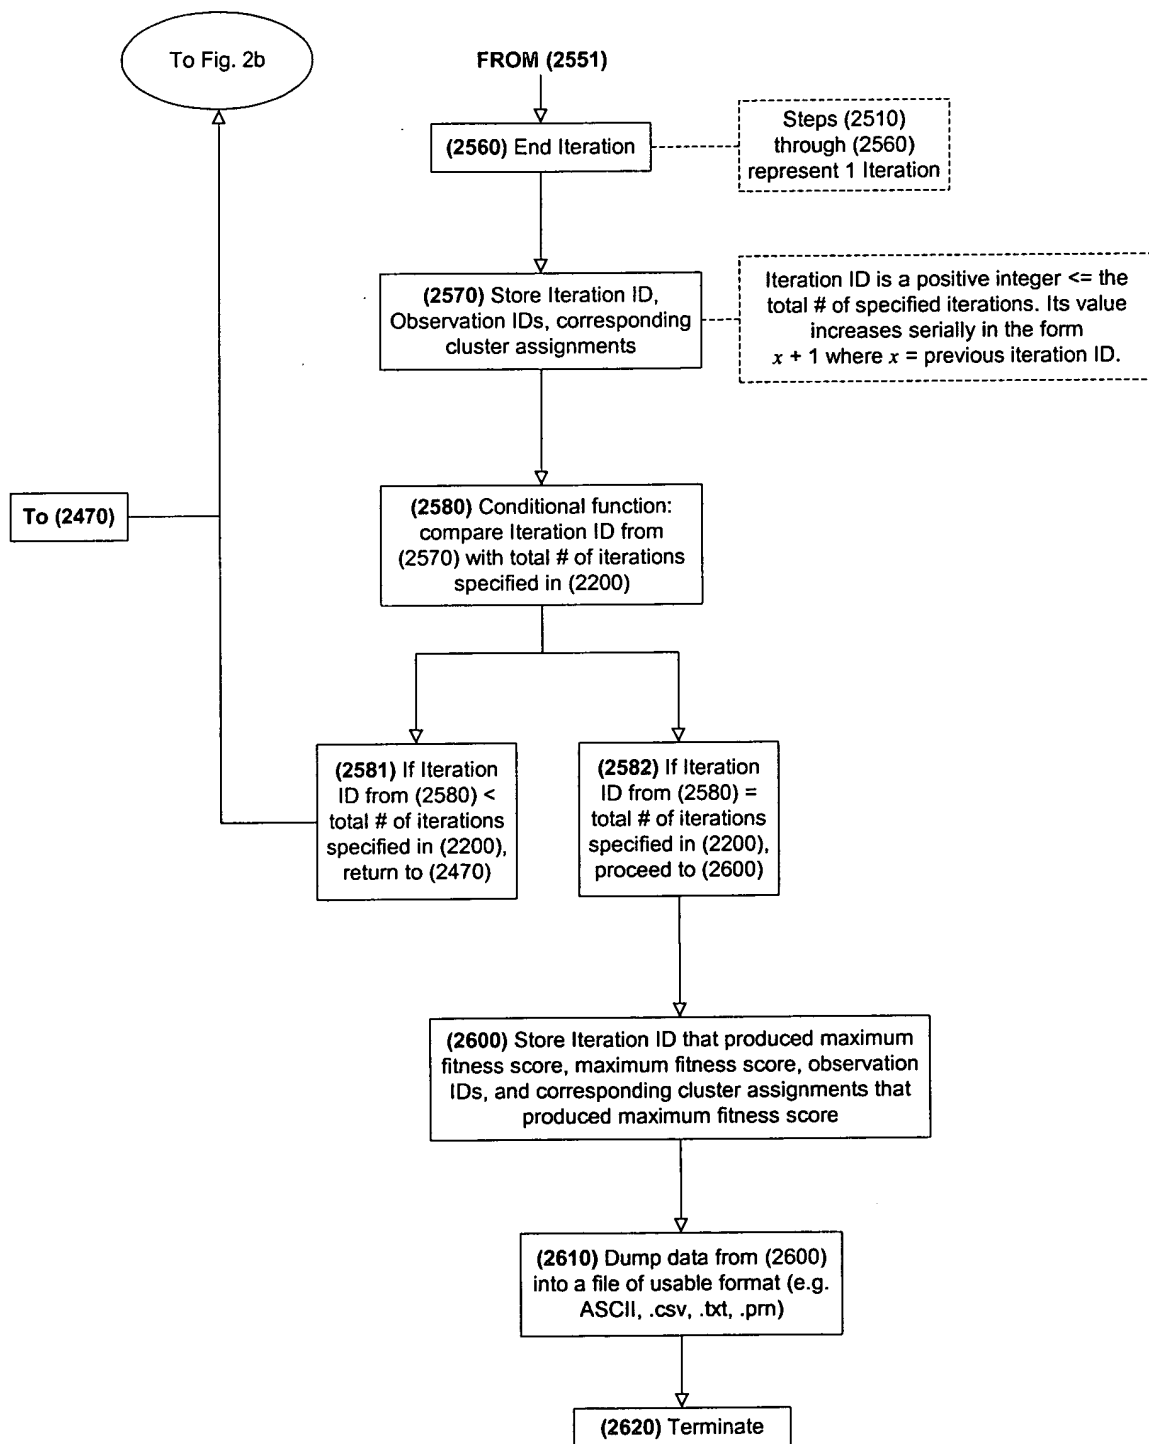 To Fig. 2b
FROM (2551)
(2560) End Iteration
Steps (2510)
through (2560)
represent 1 Iteration
(2570) Store Iteration ID,
Observation IDs, corresponding
cluster assignments
Iteration ID is a positive integer <= the
total # of specified iterations. Its value
increases serially in the form
x + 1 where x = previous iteration ID.
To (2470)
(2580) Conditional function:
compare Iteration ID from
(2570) with total # of iterations
specified in (2200)
(2581) If Iteration
ID from (2580) <
total # of iterations
specified in (2200),
return to (2470)
(2582) If Iteration
ID from (2580) =
total # of iterations
specified in (2200),
proceed to (2600)
(2600) Store Iteration ID that produced maximum
fitness score, maximum fitness score, observation
IDs, and corresponding cluster assignments that
produced maximum fitness score
(2610) Dump data from (2600)
into a file of usable format (e.g.
ASCII, .csv, .txt, .prn)
(2620) Terminate